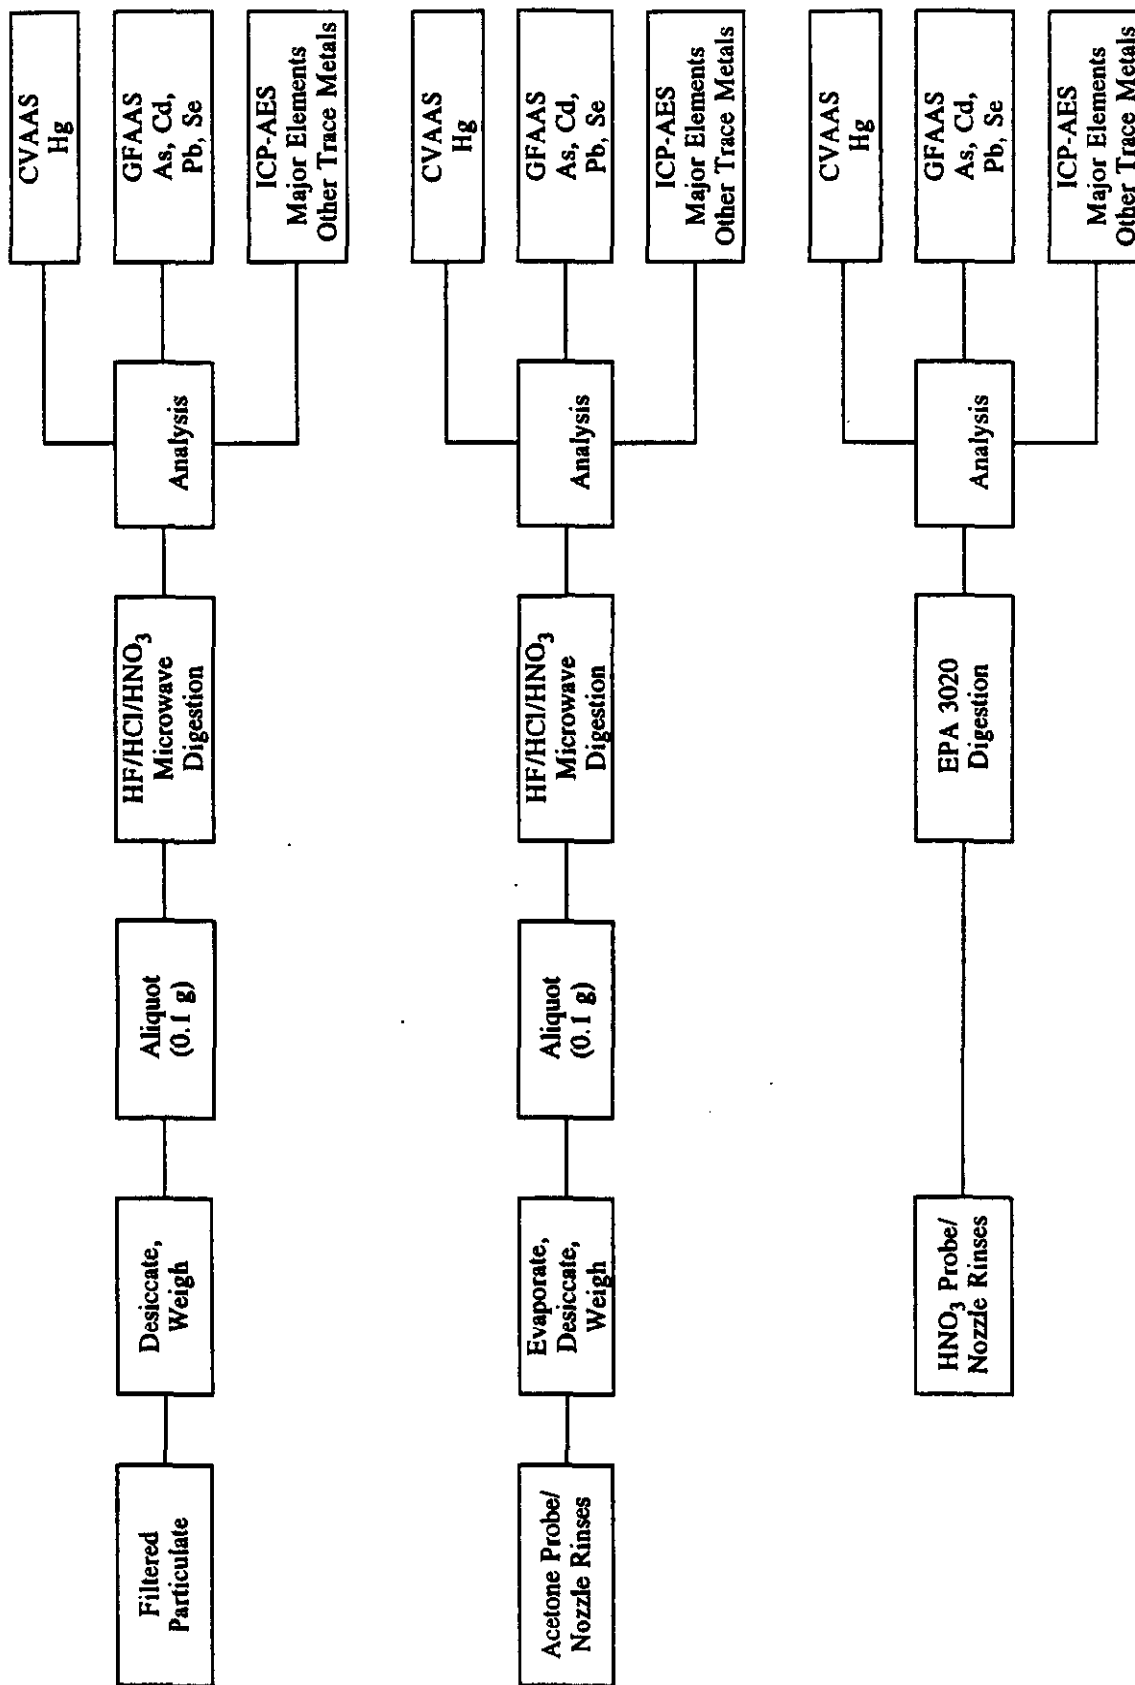 Filtered
Particulate
Desiccate,
Weigh
Aliquot
(0.1 g)
HF/HCl/HNO₃
Microwave
Digestion
Analysis
CVAAS
Hg
GFAAS
As, Cd,
Pb, Se
ICP-AES
Major Elements
Other Trace Metals
Acetone Probe/
Nozzle Rinses
Evaporate,
Desiccate,
Weigh
Aliquot
(0.1 g)
HF/HCl/HNO₃
Microwave
Digestion
Analysis
CVAAS
Hg
GFAAS
As, Cd,
Pb, Se
ICP-AES
Major Elements
Other Trace Metals
HNO₃ Probe/
Nozzle Rinses
EPA 3020
Digestion
Analysis
CVAAS
Hg
GFAAS
As, Cd,
Pb, Se
ICP-AES
Major Elements
Other Trace Metals